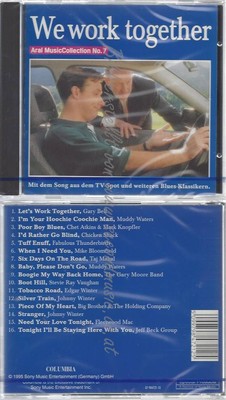 We work together
Aral MusicCollection No.7
Mit dem Song aus dem TV-Spot und weiteren Blues-Klassikern.
1. Let's Work Together, Gary
2. I'm Your Hoochie Coochie Man, Muddy Waters
3. Poor Boy Blues, Chet Atkins & Mark Knopfler
4. I'd Rather Go Blind, Chicken Shack
5. Tuff Enuff, Fabulous Thunderbirds
6. When I Need You, Mike Bloomfield
7. Six Days On The Road, Taj
8. Baby, Please Don't Go, Muddy Waters
9. Boogie My Way Back Home, The Gary Moore Band
10. Boot Hill, Stevie Ray Vaughan
11. Tobacco Road, Edgar Winter
12. Silver Train, Johnny Winter
13. Piece Of My Heart, Big Brother & The Holding Company
14. Stranger, Johnny Winter
15. Need Your Love Tonight, Fleetwood Mac
16. Tonight I'll Be Staying Here With You, Jeff Beck Group
COLUMBIA
© 1995 Sony Music Entertainment (Germany) GmbH